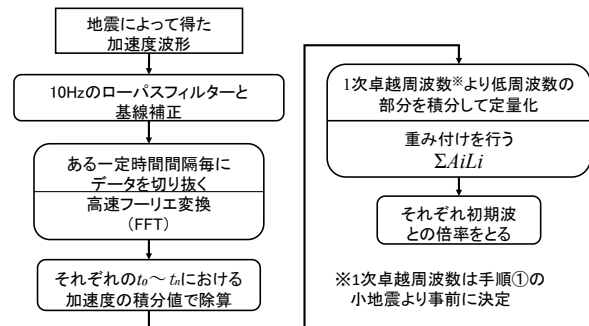 地震によって得た
加速度波形
10Hzのローパスフィルターと
基線補正
ある一定時間間隔毎に
データを切り抜く
高速フーリエ変換
(FFT)
それぞれのt0～tnにおける
加速度の積分値で除算
1次卓越周波数※より低周波数の
部分を積分して定量化
重み付けを行う
ΣAiLi
それぞれ初期波
との倍率をとる
※1次卓越周波数は手順①の
小地震より事前に決定